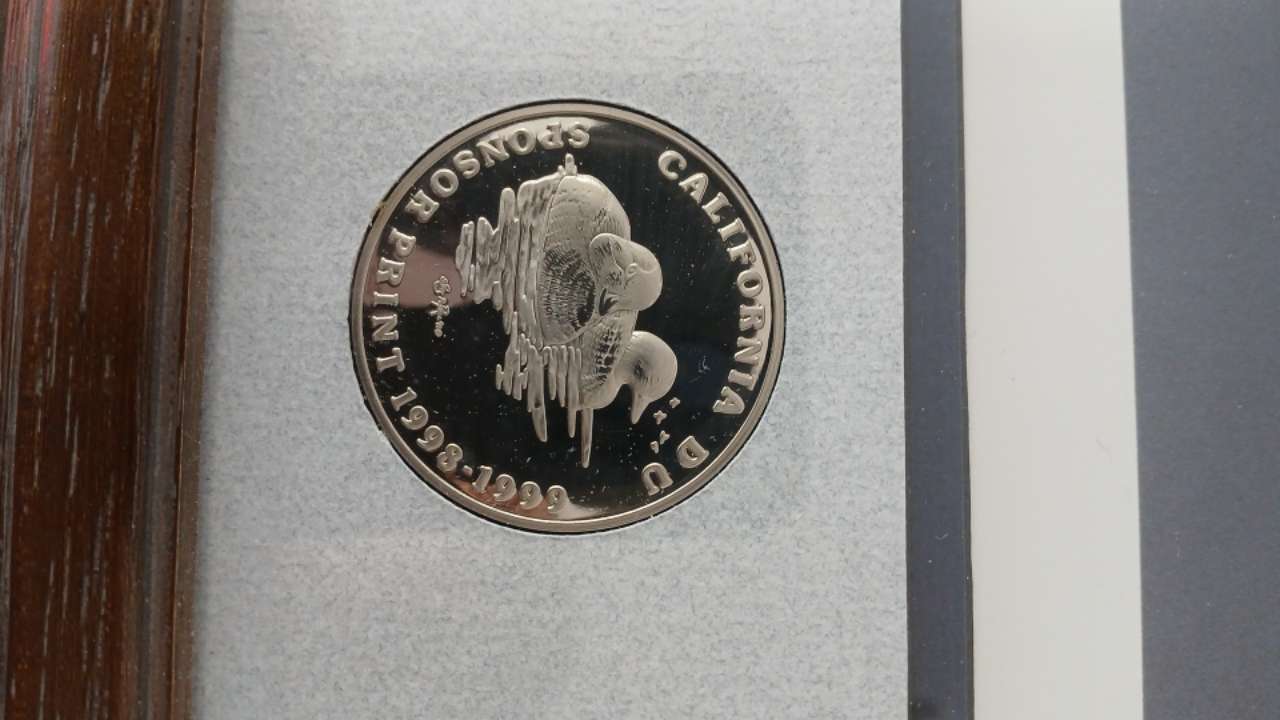 CALIFORNIA DU
SPONSOR PRINT 1998-1999